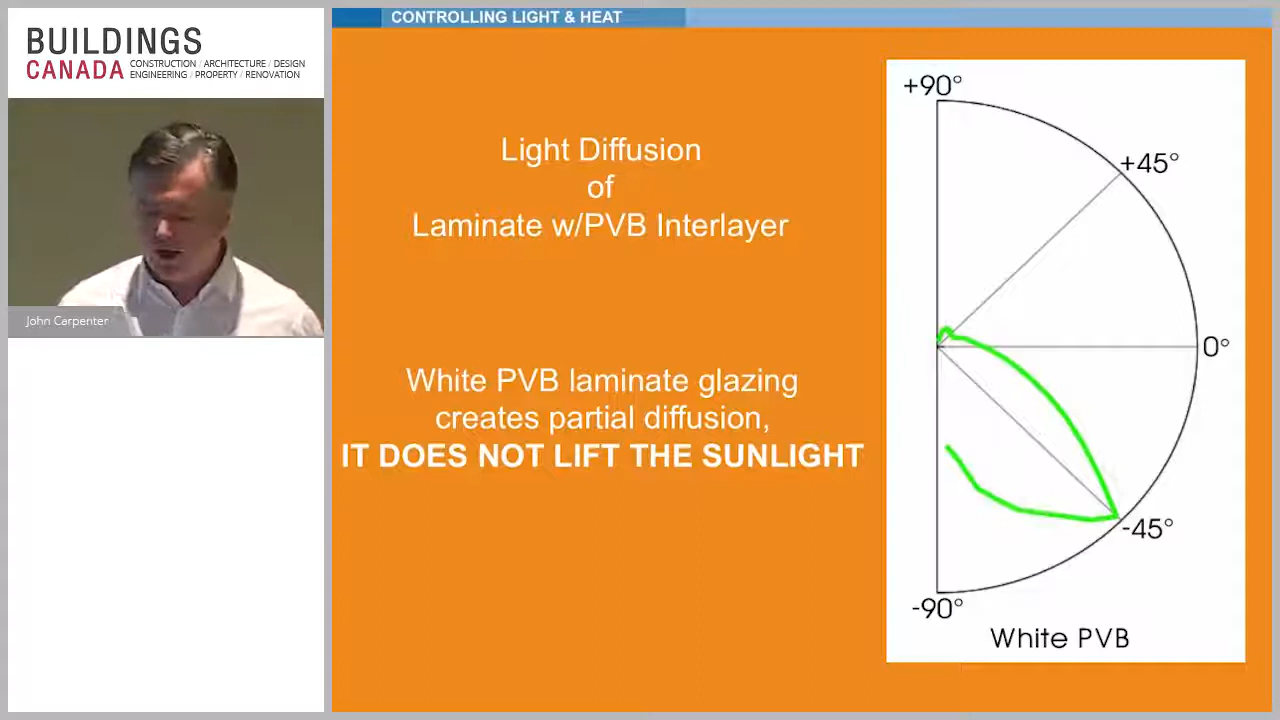 BUILDINGS
CANADA CONSTRUCTION / ARCHITECTURE / DESIGN
ENGINEERING / PROPERTY / RENOVATION
John Carpenter
CONTROLLING LIGHT & HEAT
Light Diffusion
of
Laminate w/PVB Interlayer
White PVB laminate glazing
creates partial diffusion,
IT DOES NOT LIFT THE SUNLIGHT
+90°
+45°
0°
-45°
-90°
White PVB